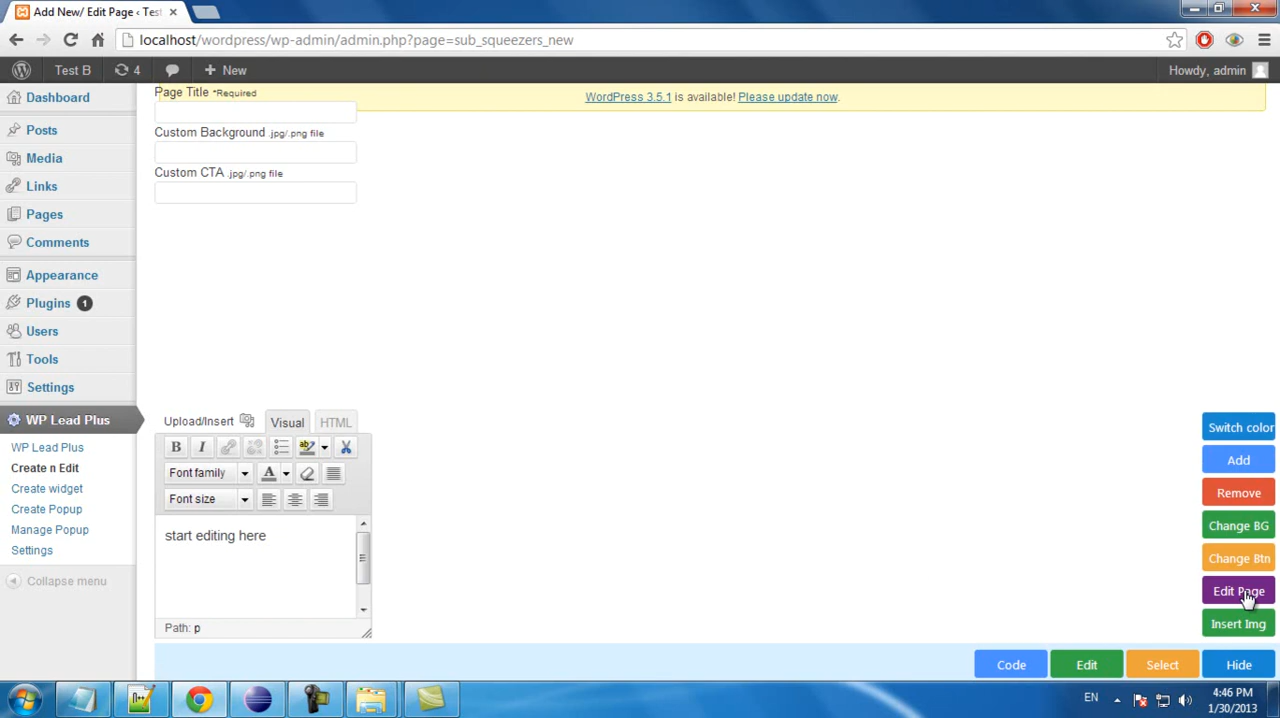 Add New/ Edit Page ‹ Test
localhost/wordpress/wp-admin/admin.php?page=sub_squeezers_new
Test B
4
New
Howdy, admin
Dashboard
Posts
Media
Links
Pages
Comments
Appearance
Plugins 1
Users
Tools
Settings
WP Lead Plus
WP Lead Plus
Create n Edit
Create widget
Create Popup
Manage Popup
Settings
Collapse menu
WordPress 3.5.1 is available! Please update now.
Page Title *Required
Custom Background .jpg/.png file
Custom CTA .jpg/.png file
Upload/Insert
Visual
HTML
B I
Font family
A
Font size
start editing here
Path: p
Switch color
Add
Remove
Change BG
Change Btn
Edit Page
Insert Img
Code
Edit
Select
Hide
EN
4:46 PM
1/30/2013